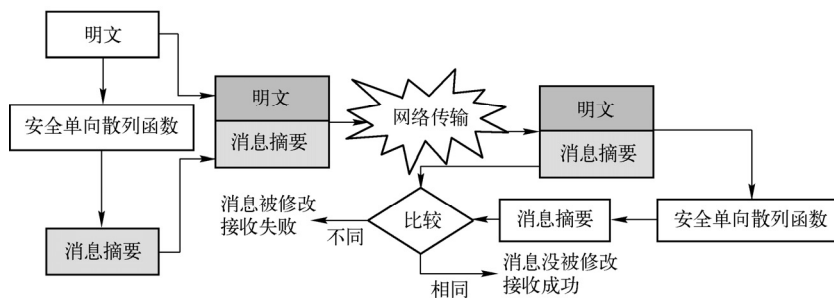 明文
安全单向散列函数
消息摘要
明文
消息摘要
网络传输
明文
消息摘要
安全单向散列函数
消息摘要
比较
不同
消息被修改
接收失败
相同
消息没被修改
接收成功